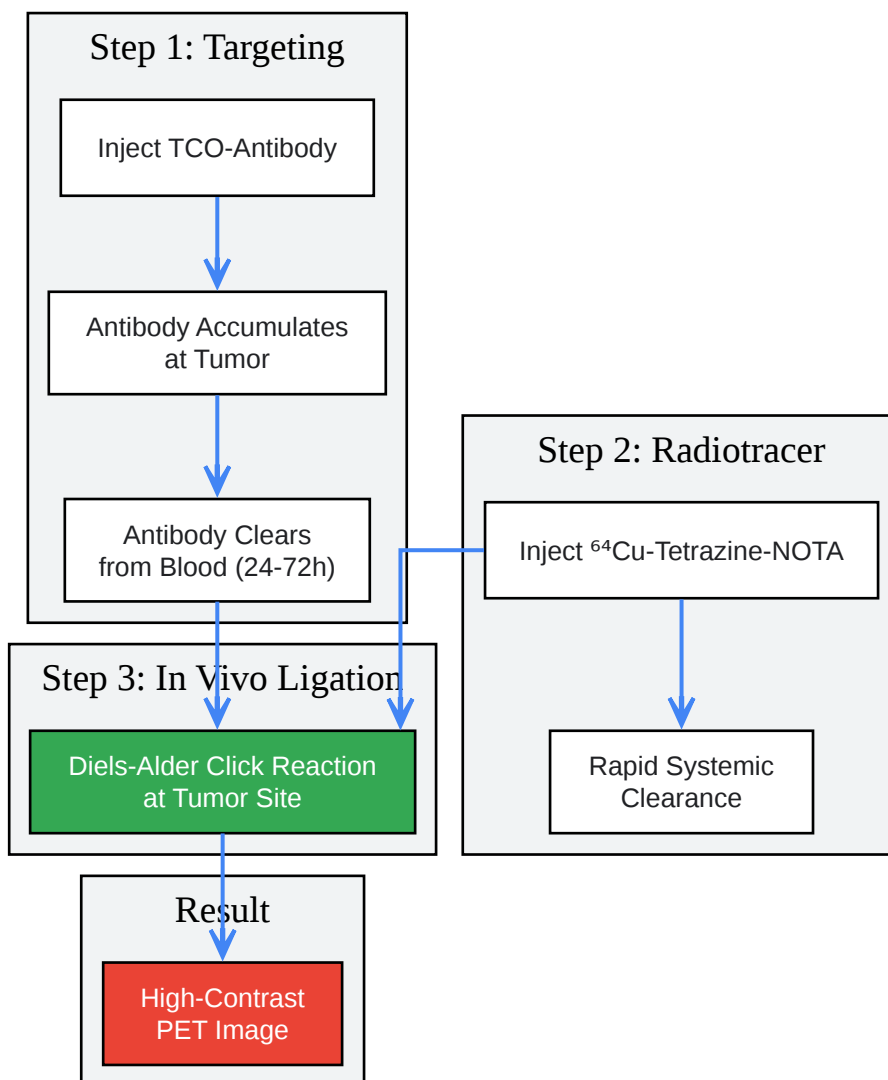 Step 1: Targeting
Inject TCO-Antibody
Antibody Accumulates
at Tumor
Antibody Clears
from Blood (24-72h)
Step 2: Radiotracer
Inject ⁶⁴Cu-Tetrazine-NOTA
Rapid Systemic
Clearance
Step 3: In Vivo Ligation
Diels-Alder Click Reaction
at Tumor Site
Result
High-Contrast
PET Image